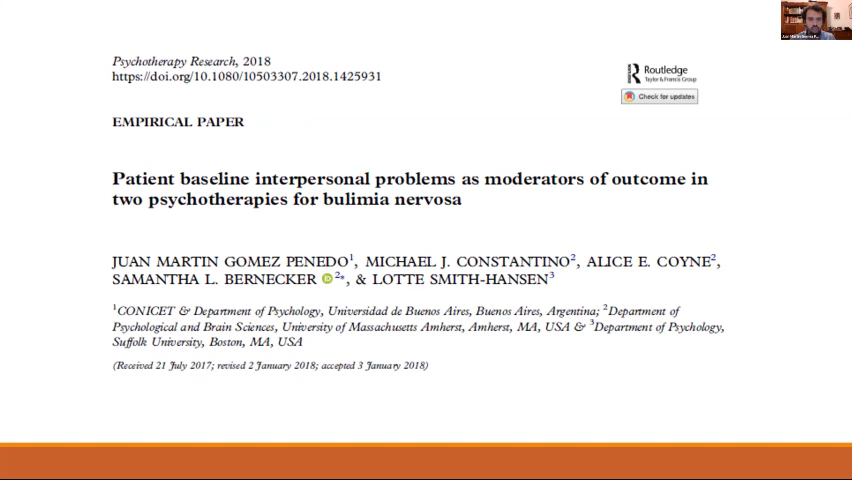 Psychotherapy Research, 2018
https://doi.org/10.1080/10503307.2018.1425931
Routledge
Taylor & Francis Group
Check for updates
EMPIRICAL PAPER
Patient baseline interpersonal problems as moderators of outcome in
two psychotherapies for bulimia nervosa
JUAN MARTIN GOMEZ PENEDO1, MICHAEL J. CONSTANTINO2, ALICE E. COYNE2,
SAMANTHA L. BERNECKER iD 2*, & LOTTE SMITH-HANSEN3
1CONICET & Department of Psychology, Universidad de Buenos Aires, Buenos Aires, Argentina; 2Department of
Psychological and Brain Sciences, University of Massachusetts Amherst, Amherst, MA, USA & 3Department of Psychology,
Suffolk University, Boston, MA, USA
(Received 21 July 2017; revised 2 January 2018; accepted 3 January 2018)